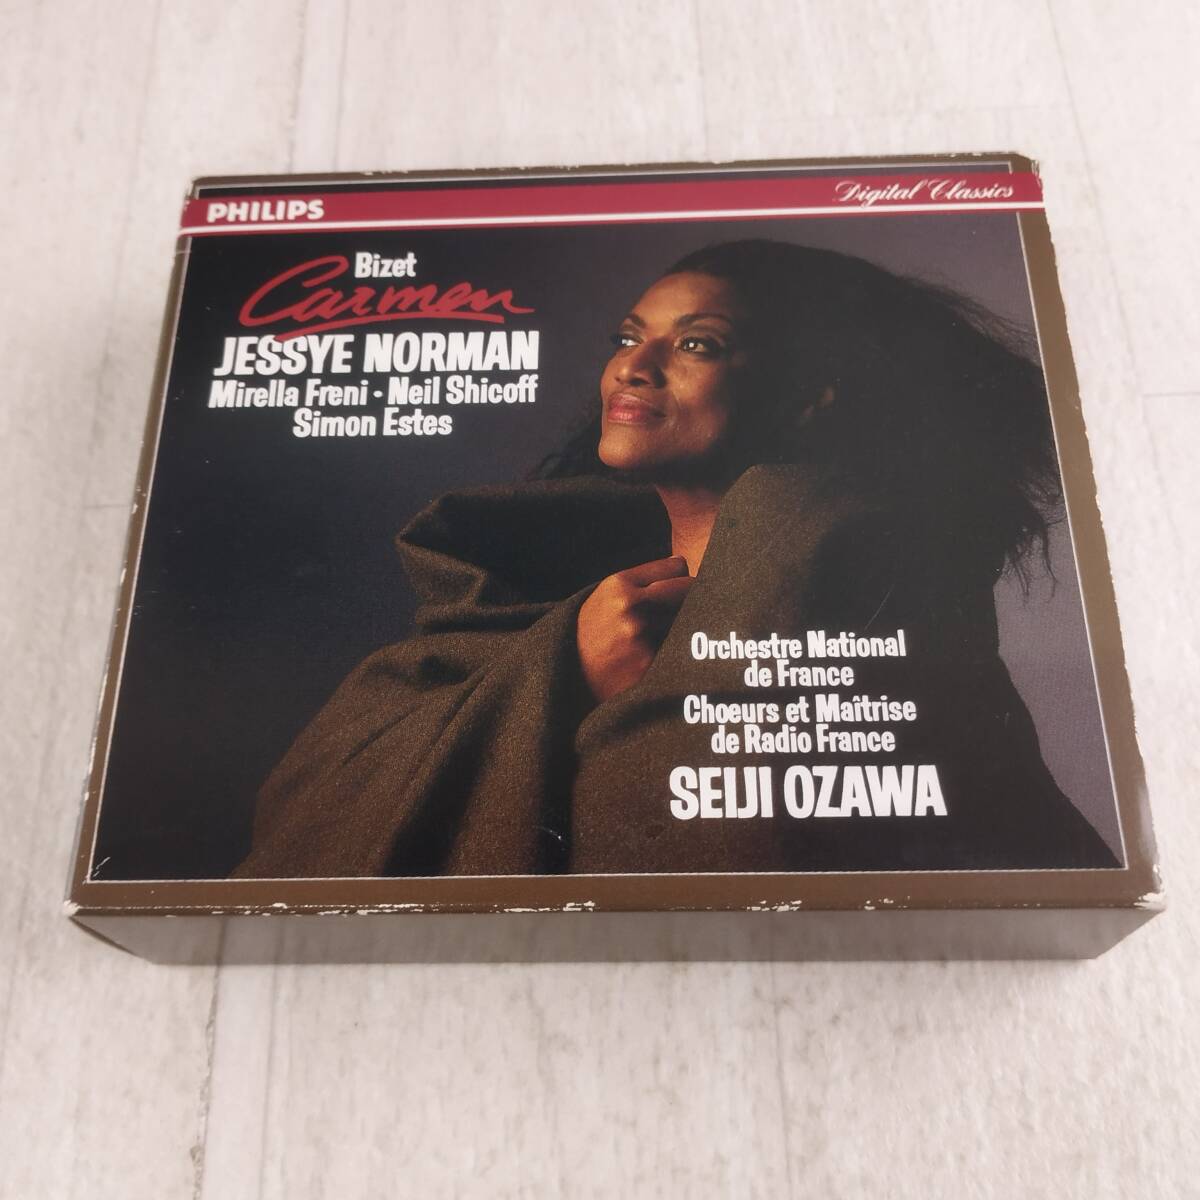 PHILIPS
Digital Classics
Bizet
Carmen
JESSYE NORMAN
Mirella Freni · Neil Shicoff
Simon Estes
Orchestre National
de France
Chœurs et Maîtrise
de Radio France
SEIJI OZAWA